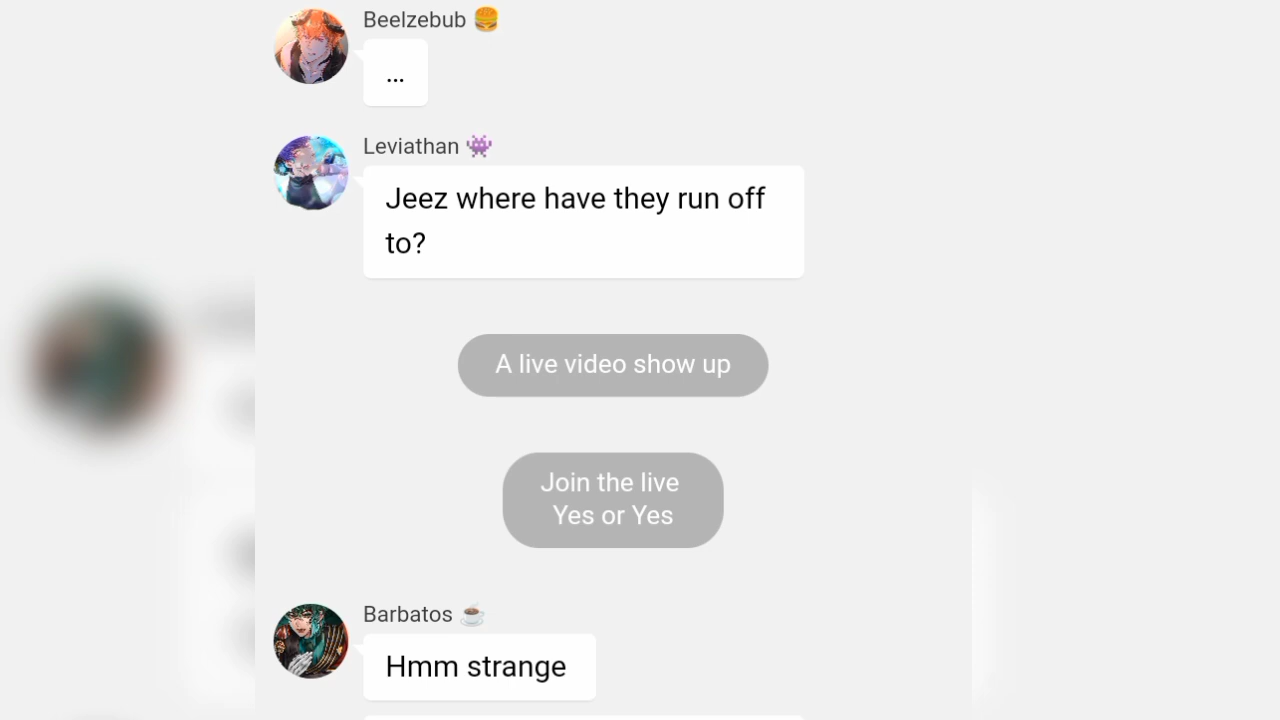 Beelzebub 🍔
...
Leviathan 👾
Jeez where have they run off
to?
A live video show up
Join the live
Yes or Yes
Barbatos ☕
Hmm strange